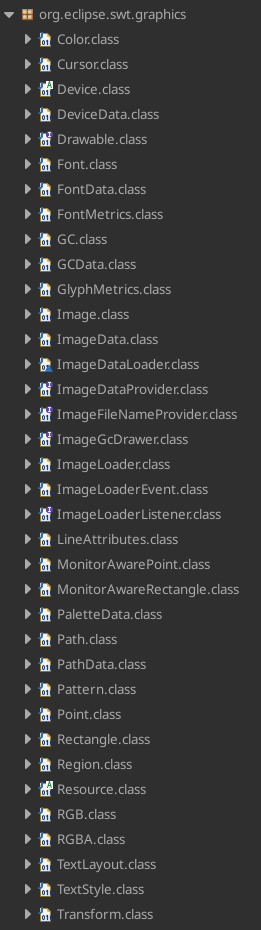 org.eclipse.swt.graphics
Color.class
Cursor.class
Device.class
DeviceData.class
Drawable.class
Font.class
FontData.class
FontMetrics.class
GC.class
GCData.class
GlyphMetrics.class
Image.class
ImageData.class
ImageDataLoader.class
ImageDataProvider.class
ImageFileNameProvider.class
ImageGcDrawer.class
ImageLoader.class
ImageLoaderEvent.class
ImageLoaderListener.class
LineAttributes.class
MonitorAwarePoint.class
MonitorAwareRectangle.class
PaletteData.class
Path.class
PathData.class
Pattern.class
Point.class
Rectangle.class
Region.class
Resource.class
RGB.class
RGBA.class
TextLayout.class
TextStyle.class
Transform.class